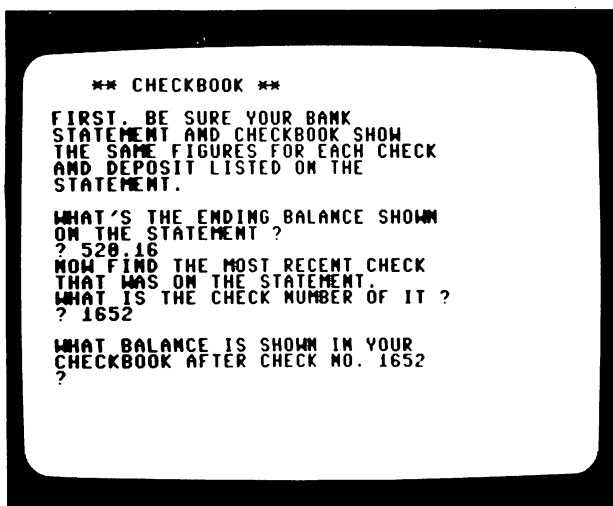 ** CHECKBOOK **
FIRST. BE SURE YOUR BANK
STATEMENT AND CHECKBOOK SHOW
THE SAME FIGURES FOR EACH CHECK
AND DEPOSIT LISTED ON THE
STATEMENT.
WHAT'S THE ENDING BALANCE SHOWN
ON THE STATEMENT ?
? 520.16
NOW FIND THE MOST RECENT CHECK
THAT WAS ON THE STATEMENT.
WHAT IS THE CHECK NUMBER OF IT ?
? 1652
WHAT BALANCE IS SHOWN IN YOUR
CHECKBOOK AFTER CHECK NO. 1652
?